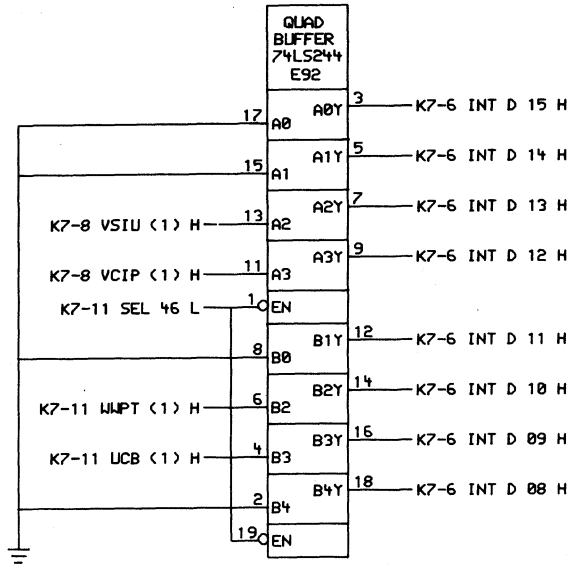 QUAD
BUFFER
74LS244
E92
3
A0Y K7-6 INT D 15 H
17 A0
5
A1Y K7-6 INT D 14 H
15 A1
7
A2Y K7-6 INT D 13 H
K7-8 VSIU (1) H 13 A2
9
A3Y K7-6 INT D 12 H
K7-8 VCIP (1) H 11 A3
K7-11 SEL 46 L 1 EN
12
B1Y K7-6 INT D 11 H
8 B0
14
B2Y K7-6 INT D 10 H
K7-11 WWPT (1) H 6 B2
16
B3Y K7-6 INT D 09 H
K7-11 UCB (1) H 4 B3
18
B4Y K7-6 INT D 08 H
2 B4
19 EN